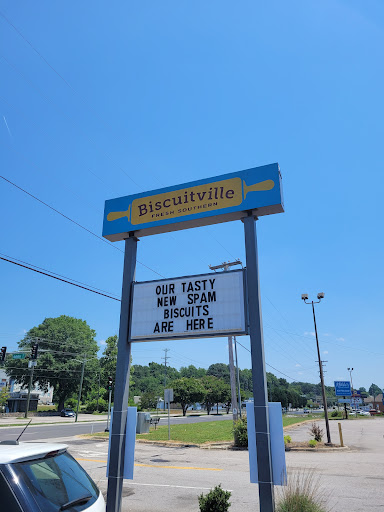 Biscuitville
FRESH SOUTHERN
OUR TASTY
NEW SPAM
BISCUITS
ARE HERE